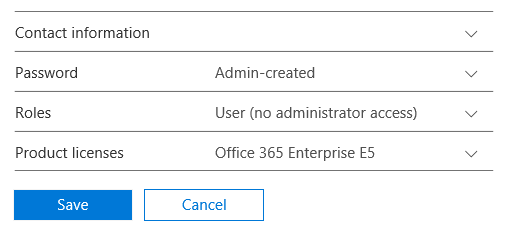 Contact information
Password Admin-created
Roles User (no administrator access)
Product licenses Office 365 Enterprise E5
Save Cancel